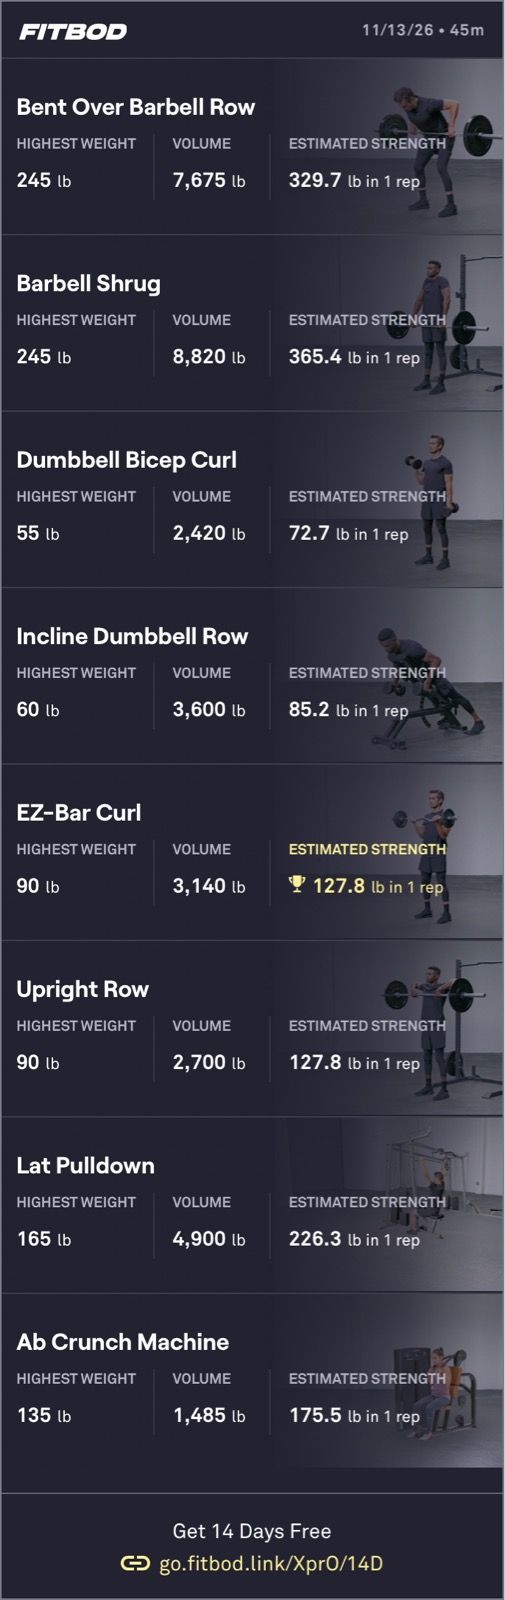 FITBOD 11/13/26 • 45m
Bent Over Barbell Row
HIGHEST WEIGHT VOLUME ESTIMATED STRENGTH
245 lb 7,675 lb 329.7 lb in 1 rep
Barbell Shrug
HIGHEST WEIGHT VOLUME ESTIMATED STRENGTH
245 lb 8,820 lb 365.4 lb in 1 rep
Dumbbell Bicep Curl
HIGHEST WEIGHT VOLUME ESTIMATED STRENGTH
55 lb 2,420 lb 72.7 lb in 1 rep
Incline Dumbbell Row
HIGHEST WEIGHT VOLUME ESTIMATED STRENGTH
60 lb 3,600 lb 85.2 lb in 1 rep
EZ-Bar Curl
HIGHEST WEIGHT VOLUME ESTIMATED STRENGTH
90 lb 3,140 lb 127.8 lb in 1 rep
Upright Row
HIGHEST WEIGHT VOLUME ESTIMATED STRENGTH
90 lb 2,700 lb 127.8 lb in 1 rep
Lat Pulldown
HIGHEST WEIGHT VOLUME ESTIMATED STRENGTH
165 lb 4,900 lb 226.3 lb in 1 rep
Ab Crunch Machine
HIGHEST WEIGHT VOLUME ESTIMATED STRENGTH
135 lb 1,485 lb 175.5 lb in 1 rep
Get 14 Days Free
go.fitbod.link/XprO/14D